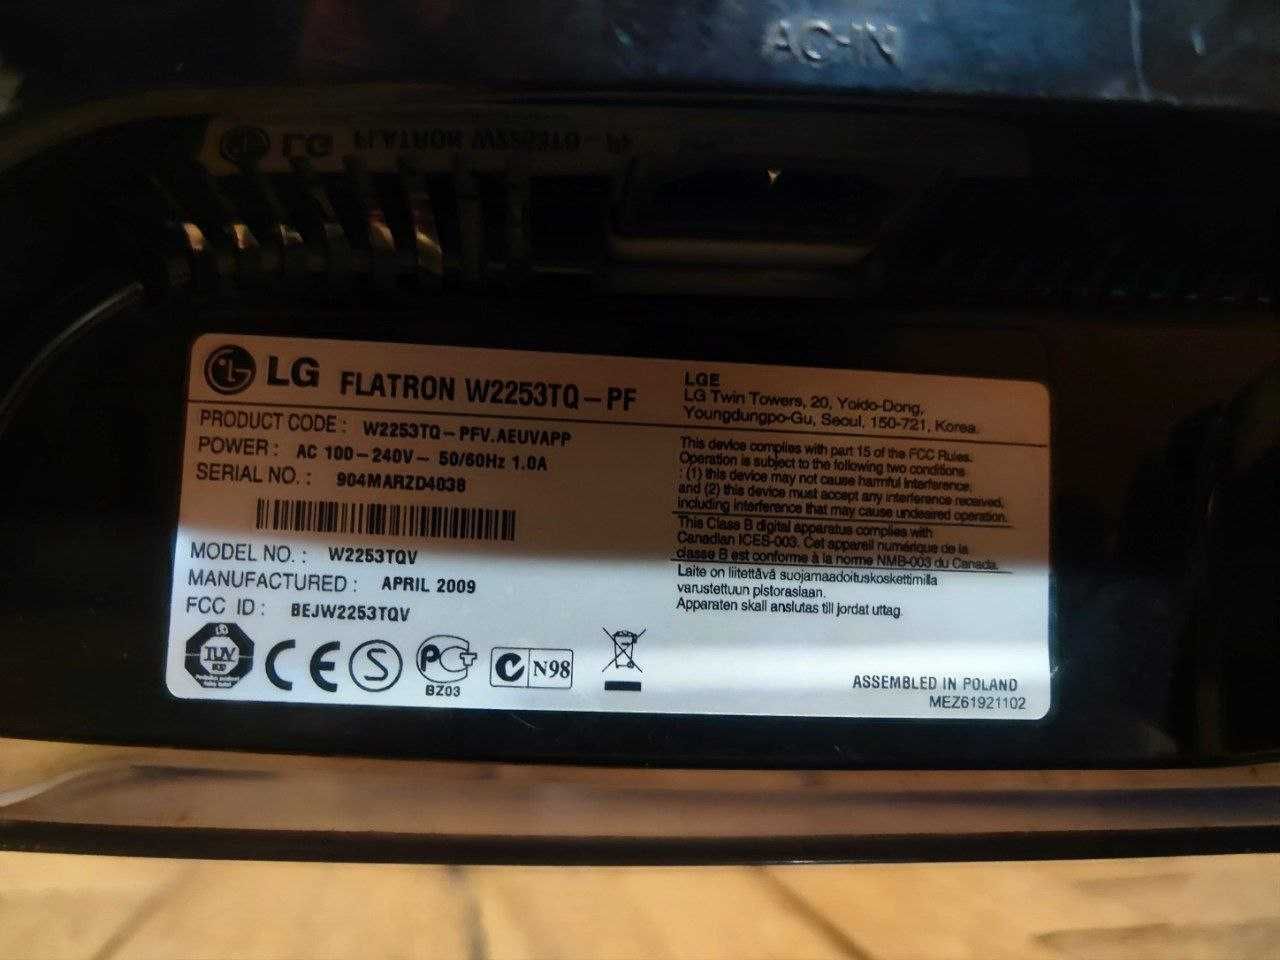 AC-IN
LG FLATRON W2253TQ-PF
LG FLATRON W2253TQ-PF
PRODUCT CODE : W2253TQ-PFV.AEUVAPP
POWER : AC 100-240V~ 50/60Hz 1.0A
SERIAL NO. : 904MARZD4038
MODEL NO. : W2253TQV
MANUFACTURED : APRIL 2009
FCC ID : BEJW2253TQV
TUV
CE S PCT C N98
BZ03
LGE
LG Twin Towers, 20, Yoido-Dong,
Youngdungpo-Gu, Seoul, 150-721, Korea.
This device complies with part 15 of the FCC Rules.
Operation is subject to the following two conditions
: (1) this device may not cause harmful interference,
and (2) this device must accept any interference received,
including interference that may cause undesired operation.
This Class B digital apparatus complies with
Canadian ICES-003. Cet appareil numérique de la
classe B est conforme à la norme NMB-003 du Canada.
Laite on liitettävä suojamaadoituskoskettimilla
varustettuun pistorasiaan.
Apparaten skall anslutas till jordat uttag.
ASSEMBLED IN POLAND
MEZ61921102